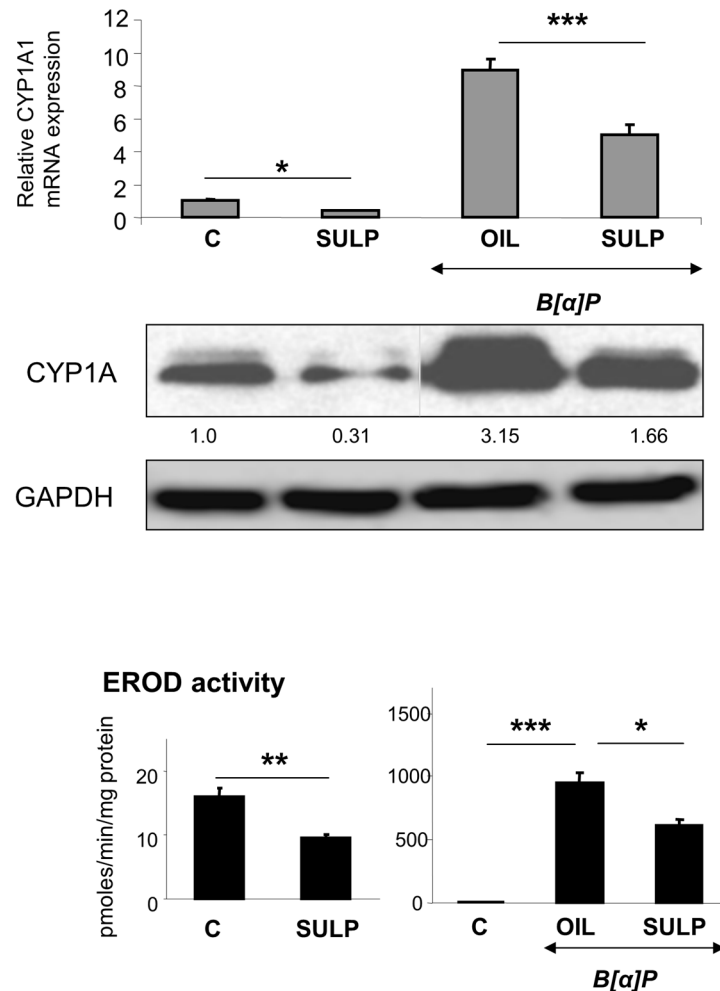 12
10
8
6
4
2
0
Relative CYP1A1
mRNA expression
*
***
C SULP OIL SULP
B[α]P
CYP1A
1.0 0.31 3.15 1.66
GAPDH
EROD activity
pmoles/min/mg protein
20
10
0
**
C SULP
1500
1000
500
0
*** *
C OIL SULP
B[α]P